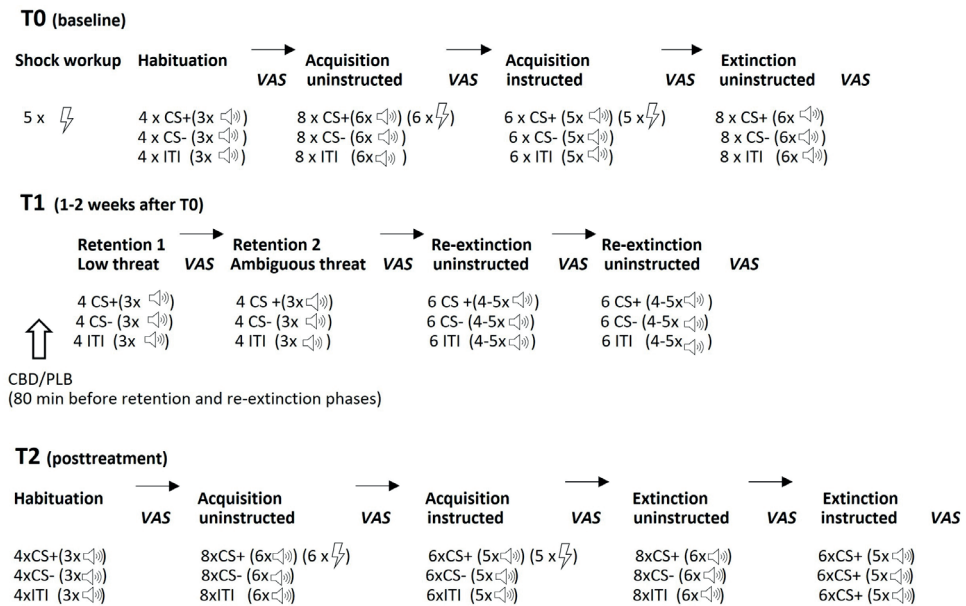 T0 (baseline)
Shock workup Habituation VAS Acquisition uninstructed VAS Acquisition instructed VAS Extinction uninstructed VAS
5 x 4 x CS+(3x ) 8 x CS+(6x ) (6 x ) 6 x CS+ (5x ) (5 x ) 8 x CS+ (6x )
4 x CS- (3x ) 8 x CS- (6x ) 6 x CS- (5x ) 8 x CS- (6x )
4 x ITI (3x ) 8 x ITI (6x ) 6 x ITI (5x ) 8 x ITI (6x )
T1 (1-2 weeks after T0)
Retention 1 Retention 2 Re-extinction Re-extinction
Low threat VAS Ambiguous threat VAS uninstructed VAS uninstructed VAS
4 CS+(3x ) 4 CS +(3x ) 6 CS +(4-5x ) 6 CS+ (4-5x )
4 CS- (3x ) 4 CS- (3x ) 6 CS- (4-5x ) 6 CS- (4-5x )
4 ITI (3x ) 4 ITI (3x ) 6 ITI (4-5x ) 6 ITI (4-5x )
CBD/PLB
(80 min before retention and re-extinction phases)
T2 (posttreatment)
Habituation Acquisition Acquisition Extinction Extinction
VAS uninstructed VAS instructed VAS uninstructed VAS instructed VAS
4xCS+(3x ) 8xCS+ (6x ) (6 x ) 6xCS+ (5x ) (5 x ) 8xCS+ (6x ) 6xCS+ (5x )
4xCS- (3x ) 8xCS- (6x ) 6xCS- (5x ) 8xCS- (6x ) 6xCS+ (5x )
4xITI (3x ) 8xITI (6x ) 6xITI (5x ) 8xITI (6x ) 6xCS+ (5x )